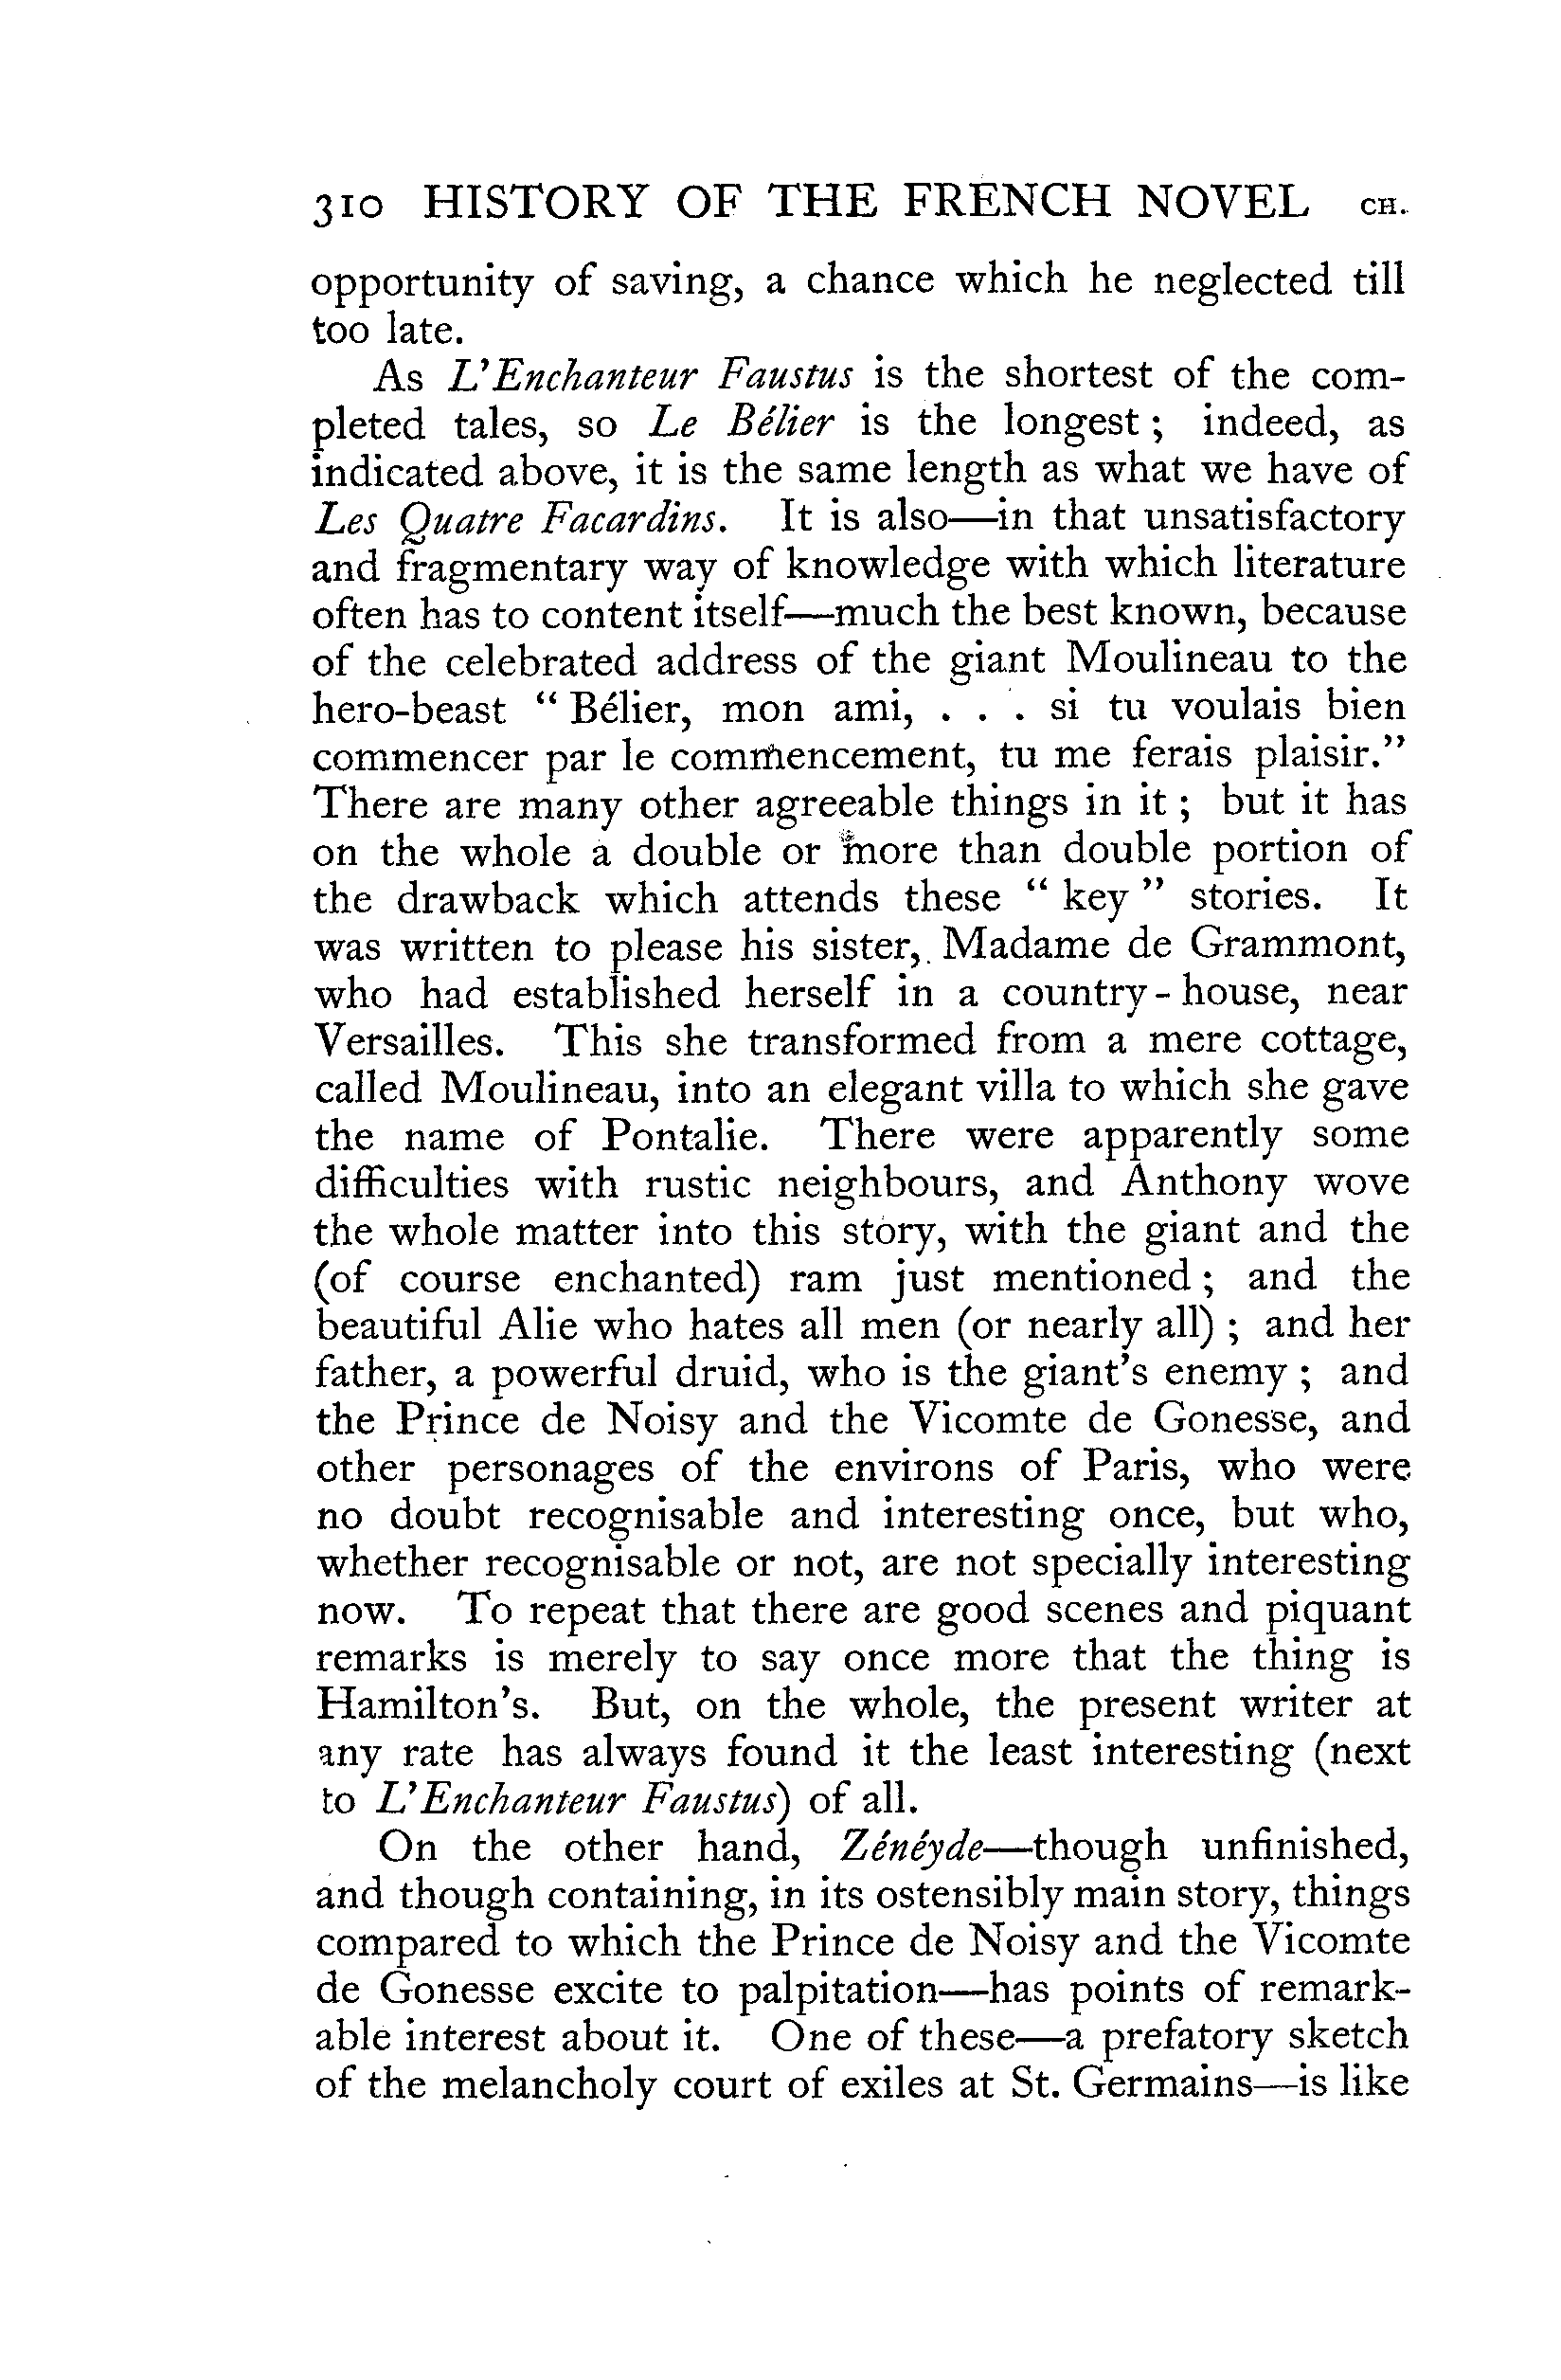 310 HISTORY OF THE FRENCH NOVEL CH.
opportunity of saving, a chance which he neglected till
too late.
As L'Enchanteur Faustus is the shortest of the com-
pleted tales, so Le Bélier is the longest; indeed, as
indicated above, it is the same length as what we have of
Les Quatre Facardins. It is also—in that unsatisfactory
and fragmentary way of knowledge with which literature
often has to content itself—much the best known, because
of the celebrated address of the giant Moulineau to the
hero-beast “Bélier, mon ami, . . . si tu voulais bien
commencer par le commencement, tu me ferais plaisir.”
There are many other agreeable things in it; but it has
on the whole a double or more than double portion of
the drawback which attends these “key” stories. It
was written to please his sister, Madame de Grammont,
who had established herself in a country-house, near
Versailles. This she transformed from a mere cottage,
called Moulineau, into an elegant villa to which she gave
the name of Pontalie. There were apparently some
difficulties with rustic neighbours, and Anthony wove
the whole matter into this story, with the giant and the
(of course enchanted) ram just mentioned; and the
beautiful Alie who hates all men (or nearly all); and her
father, a powerful druid, who is the giant's enemy; and
the Prince de Noisy and the Vicomte de Gonesse, and
other personages of the environs of Paris, who were
no doubt recognisable and interesting once, but who,
whether recognisable or not, are not specially interesting
now. To repeat that there are good scenes and piquant
remarks is merely to say once more that the thing is
Hamilton's. But, on the whole, the present writer at
any rate has always found it the least interesting (next
to L'Enchanteur Faustus) of all.
On the other hand, Zénéyde—though unfinished,
and though containing, in its ostensibly main story, things
compared to which the Prince de Noisy and the Vicomte
de Gonesse excite to palpitation—has points of remark-
able interest about it. One of these—a prefatory sketch
of the melancholy court of exiles at St. Germains—is like